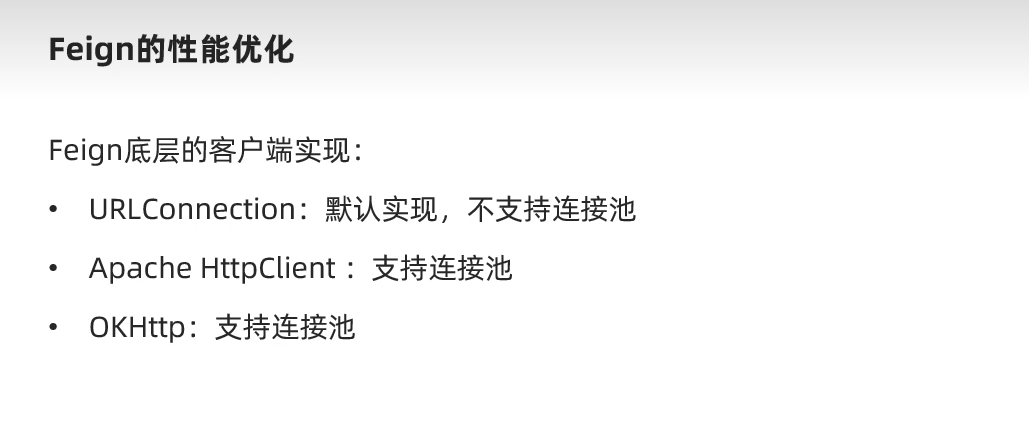 Feign的性能优化
Feign底层的客户端实现：
• URLConnection：默认实现，不支持连接池
• Apache HttpClient ：支持连接池
• OKHttp：支持连接池